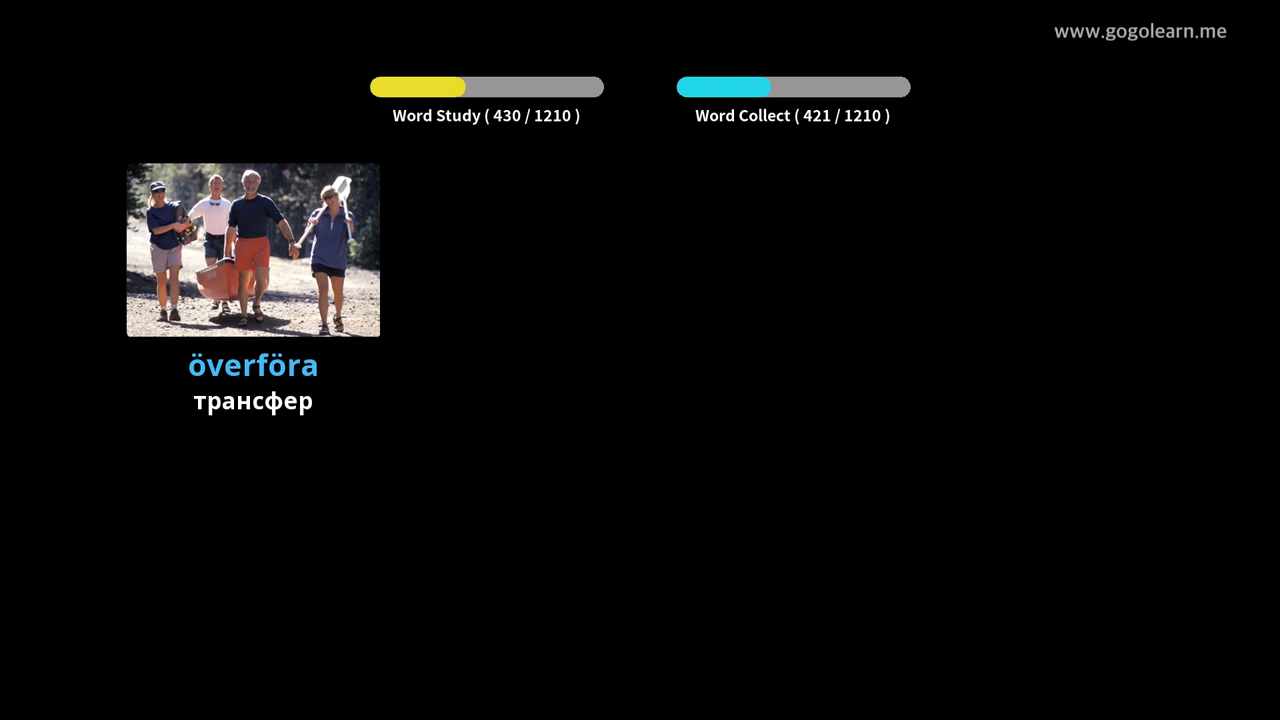 www.gogolearn.me
Word Study ( 430 / 1210 )
Word Collect ( 421 / 1210 )
överföra
трансфер